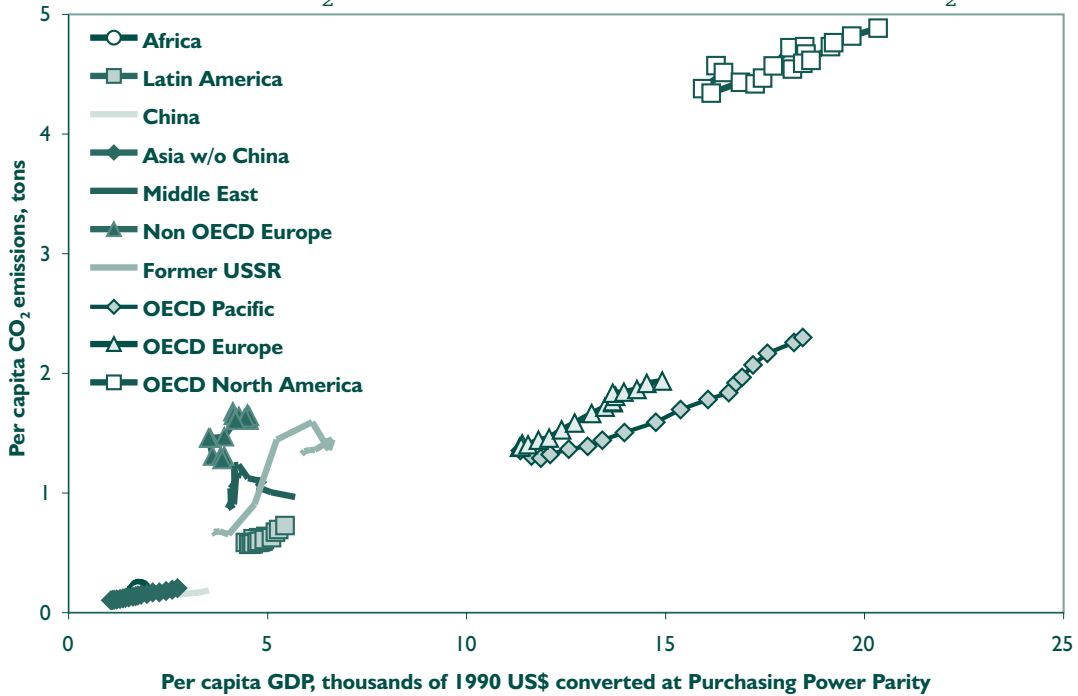 2 2
5
Africa
Latin America
China
Asia w/o China
4
Middle East
Non OECD Europe
Former USSR
3
OECD Pacific
OECD Europe
OECD North America
2
1
0
Per capita CO₂ emissions, tons
0 5 10 15 20 25
Per capita GDP, thousands of 1990 US$ converted at Purchasing Power Parity